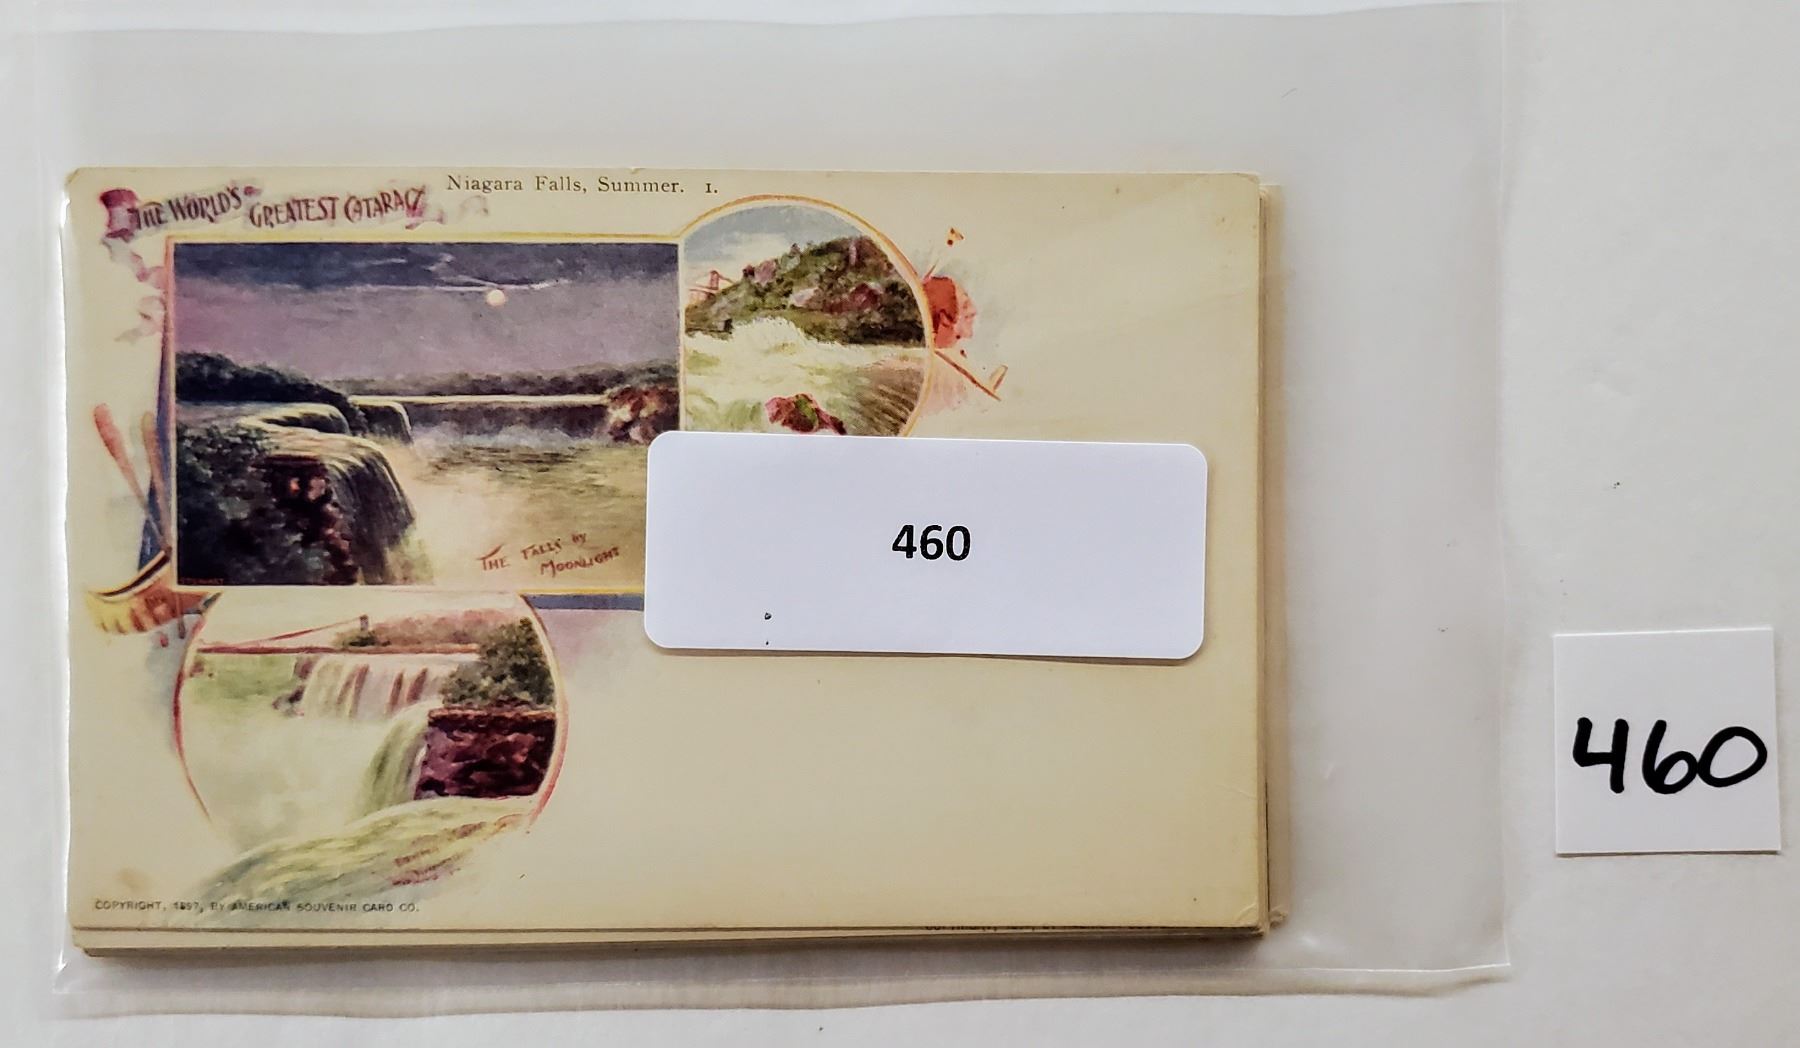 Niagara Falls, Summer. 1.
THE WORLD'S GREATEST CATARACT
THE FALLS BY
MOONLIGHT
STEWART
460
460
COPYRIGHT, 1897, BY AMERICAN SOUVENIR CARD CO.